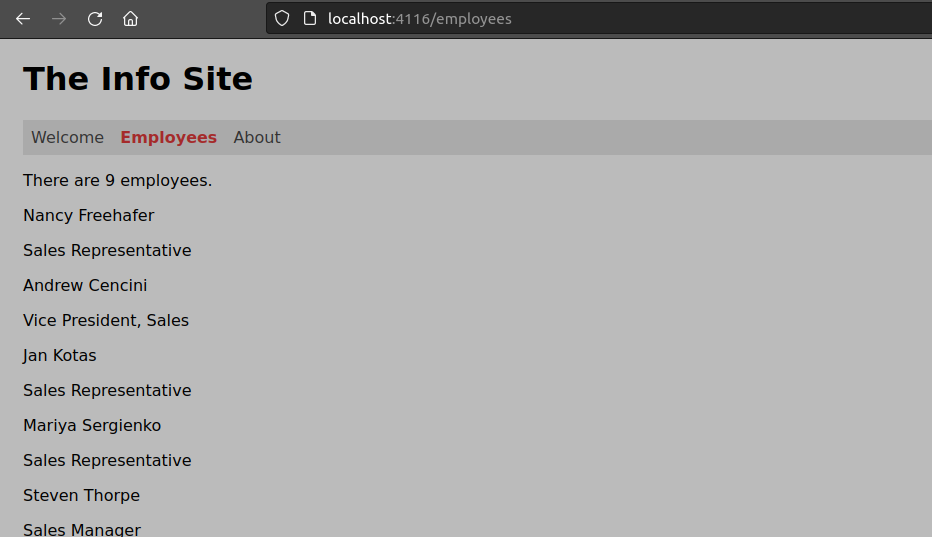 localhost:4116/employees
The Info Site
Welcome Employees About
There are 9 employees.
Nancy Freehafer
Sales Representative
Andrew Cencini
Vice President, Sales
Jan Kotas
Sales Representative
Mariya Sergienko
Sales Representative
Steven Thorpe
Sales Manager